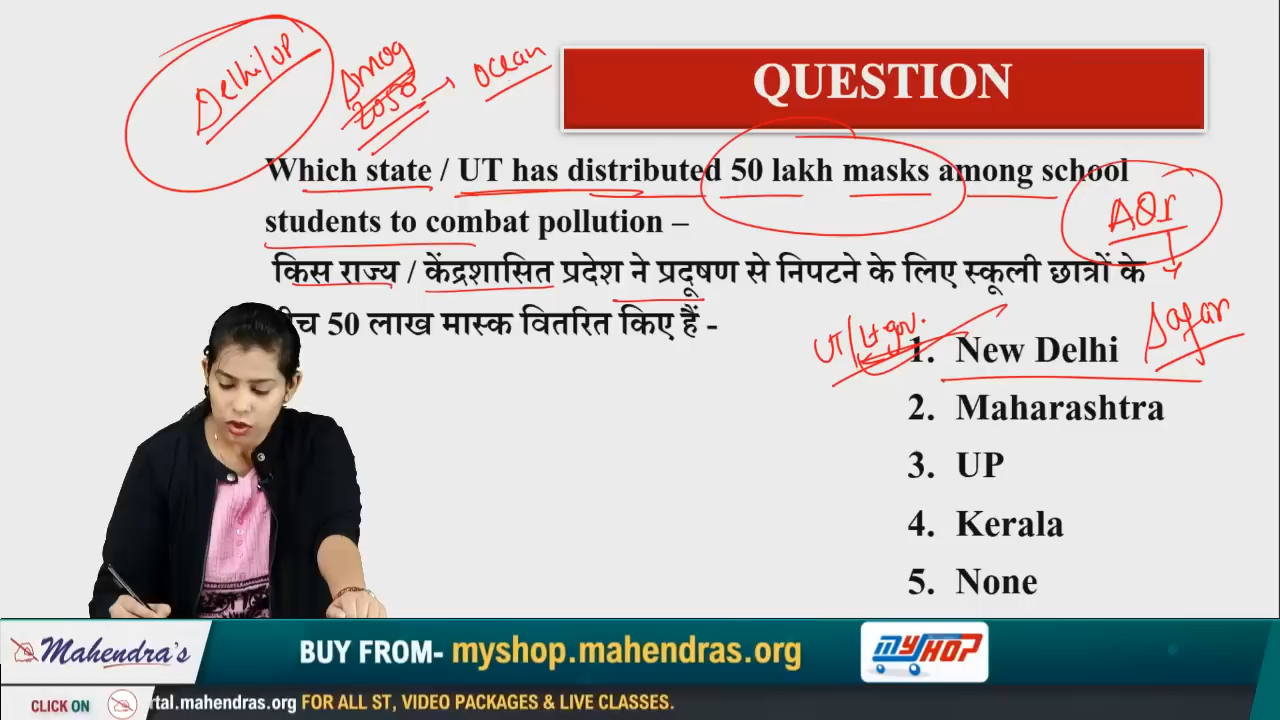 Delhi/UP
2050 → Ocean
QUESTION
Which state / UT has distributed 50 lakh masks among school
students to combat pollution –
AQI
किस राज्य / केंद्रशासित प्रदेश ने प्रदूषण से निपटने के लिए स्कूली छात्रों के
50 लाख मास्क वितरित किए हैं -
UT/Lt.gov.
1. New Delhi
Safar
2. Maharashtra
3. UP
4. Kerala
5. None
Mahendra's
BUY FROM- myshop.mahendras.org
MYSHOP
CLICK ON
rtal.mahendras.org FOR ALL ST, VIDEO PACKAGES & LIVE CLASSES.